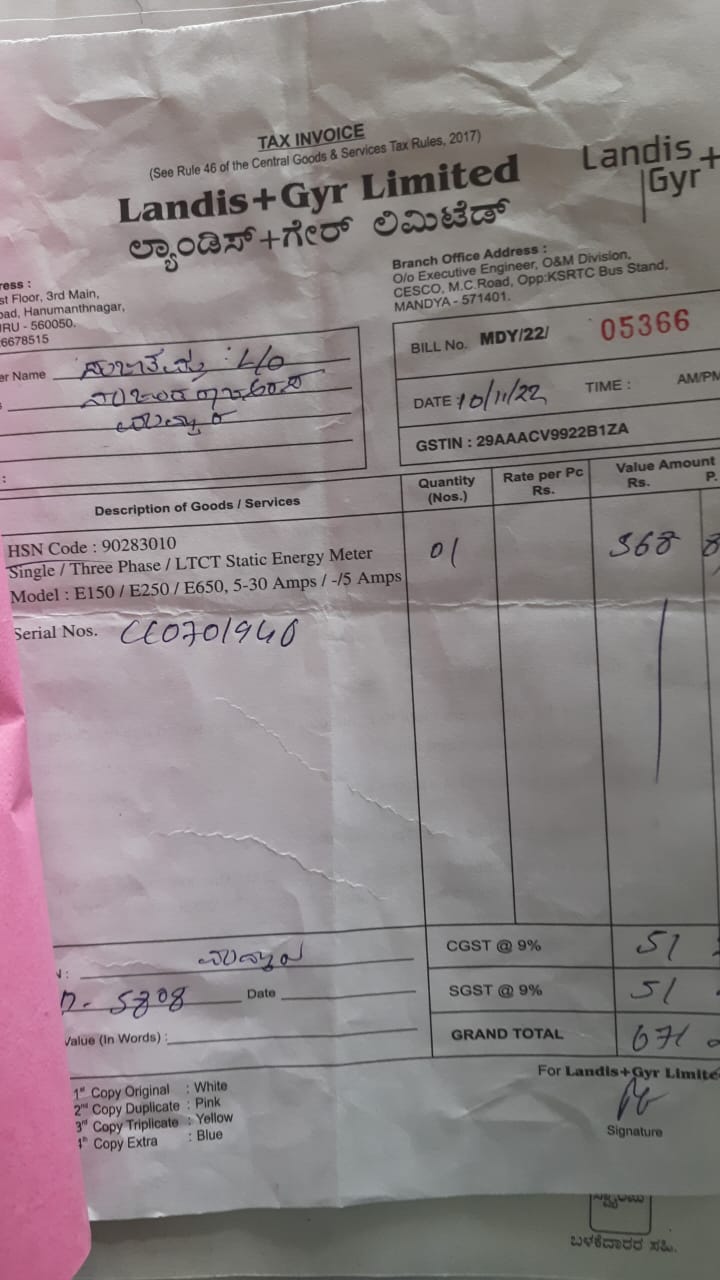 TAX INVOICE
(See Rule 46 of the Central Goods & Services Tax Rules, 2017)
Landis+Gyr Limited
ಲ್ಯಾಂಡಿಸ್+ಗೇರ್ ಲಿಮಿಟೆಡ್
Landis+
Gyr
ress :
st Floor, 3rd Main,
oad, Hanumanthnagar,
RU - 560050.
6678515
Branch Office Address :
O/o Executive Engineer, O&M Division,
CESCO, M.C.Road, Opp:KSRTC Bus Stand,
MANDYA - 571401.
er Name
BILL No. MDY/22/ 05366
DATE 10/11/22 TIME : AM/PM
GSTIN : 29AAACV9922B1ZA
Description of Goods / Services Quantity (Nos.) Rate per Pc Rs. Value Amount Rs. P.
HSN Code : 90283010
Single / Three Phase / LTCT Static Energy Meter 01 568 8
Model : E150 / E250 / E650, 5-30 Amps / -/5 Amps
Serial Nos.
CGST @ 9% 51
5808 Date
SGST @ 9% 51
Value (In Words) :
GRAND TOTAL 671
For Landis+Gyr Limite
Signature
1st Copy Original : White
2nd Copy Duplicate : Pink
3rd Copy Triplicate : Yellow
4th Copy Extra : Blue
ಬಳಕೆದಾರರ ಸಹಿ.